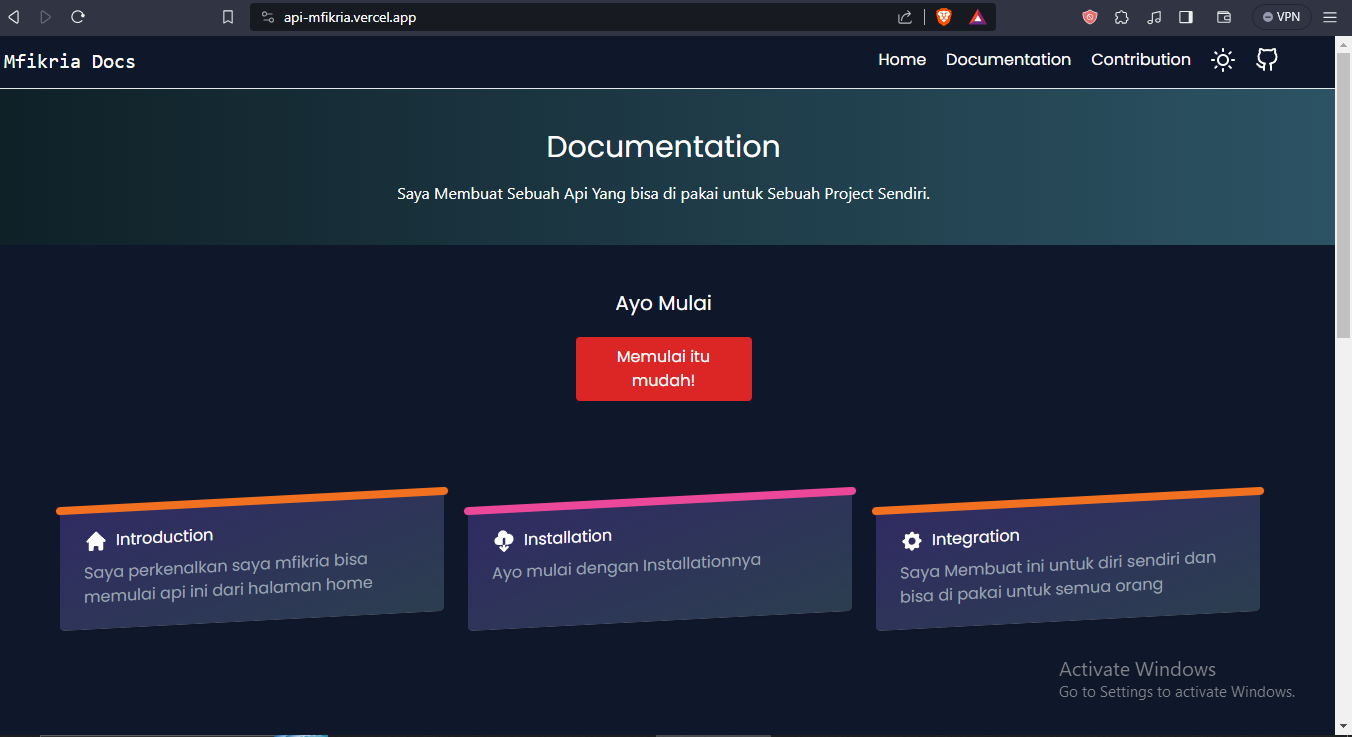 api-mfikria.vercel.app
VPN
Mfikria Docs
Home
Documentation
Contribution
Documentation
Saya Membuat Sebuah Api Yang bisa di pakai untuk Sebuah Project Sendiri.
Ayo Mulai
Memulai itu
mudah!
Introduction
Saya perkenalkan saya mfikria bisa
memulai api ini dari halaman home
Installation
Ayo mulai dengan Installationnya
Integration
Saya Membuat ini untuk diri sendiri dan
bisa di pakai untuk semua orang
Activate Windows
Go to Settings to activate Windows.